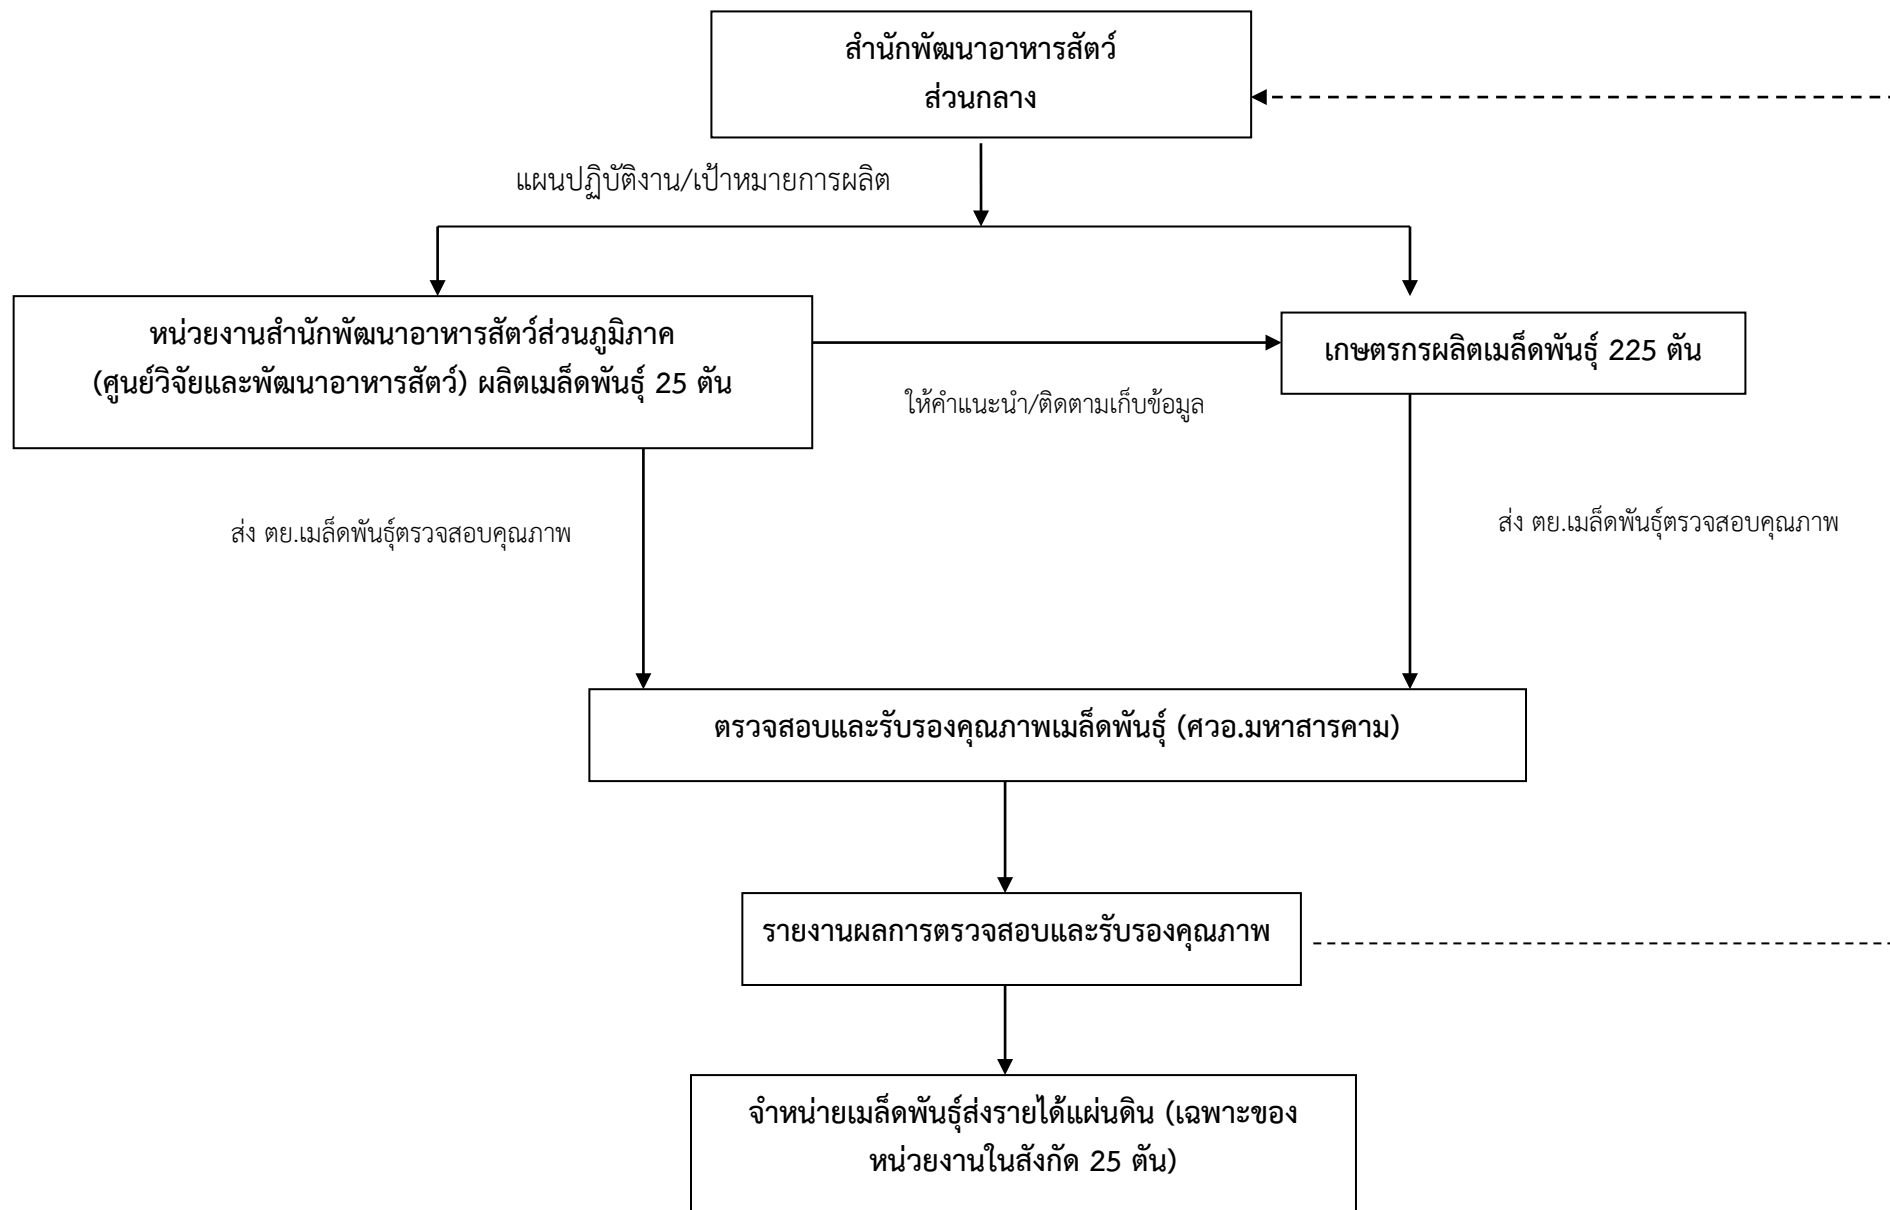 สำนักพัฒนาอาหารสัตว์
ส่วนกลาง
แผนปฏิบัติงาน/เป้าหมายการผลิต
หน่วยงานสำนักพัฒนาอาหารสัตว์ส่วนภูมิภาค
(ศูนย์วิจัยและพัฒนาอาหารสัตว์) ผลิตเมล็ดพันธุ์ 25 ตัน
เกษตรกรผลิตเมล็ดพันธุ์ 225 ตัน
ให้คำแนะนำ/ติดตามเก็บข้อมูล
ส่ง ตย.เมล็ดพันธุ์ตรวจสอบคุณภาพ
ส่ง ตย.เมล็ดพันธุ์ตรวจสอบคุณภาพ
ตรวจสอบและรับรองคุณภาพเมล็ดพันธุ์ (ศวอ.มหาสารคาม)
รายงานผลการตรวจสอบและรับรองคุณภาพ
จำหน่ายเมล็ดพันธุ์ส่งรายได้แผ่นดิน (เฉพาะของ
หน่วยงานในสังกัด 25 ตัน)